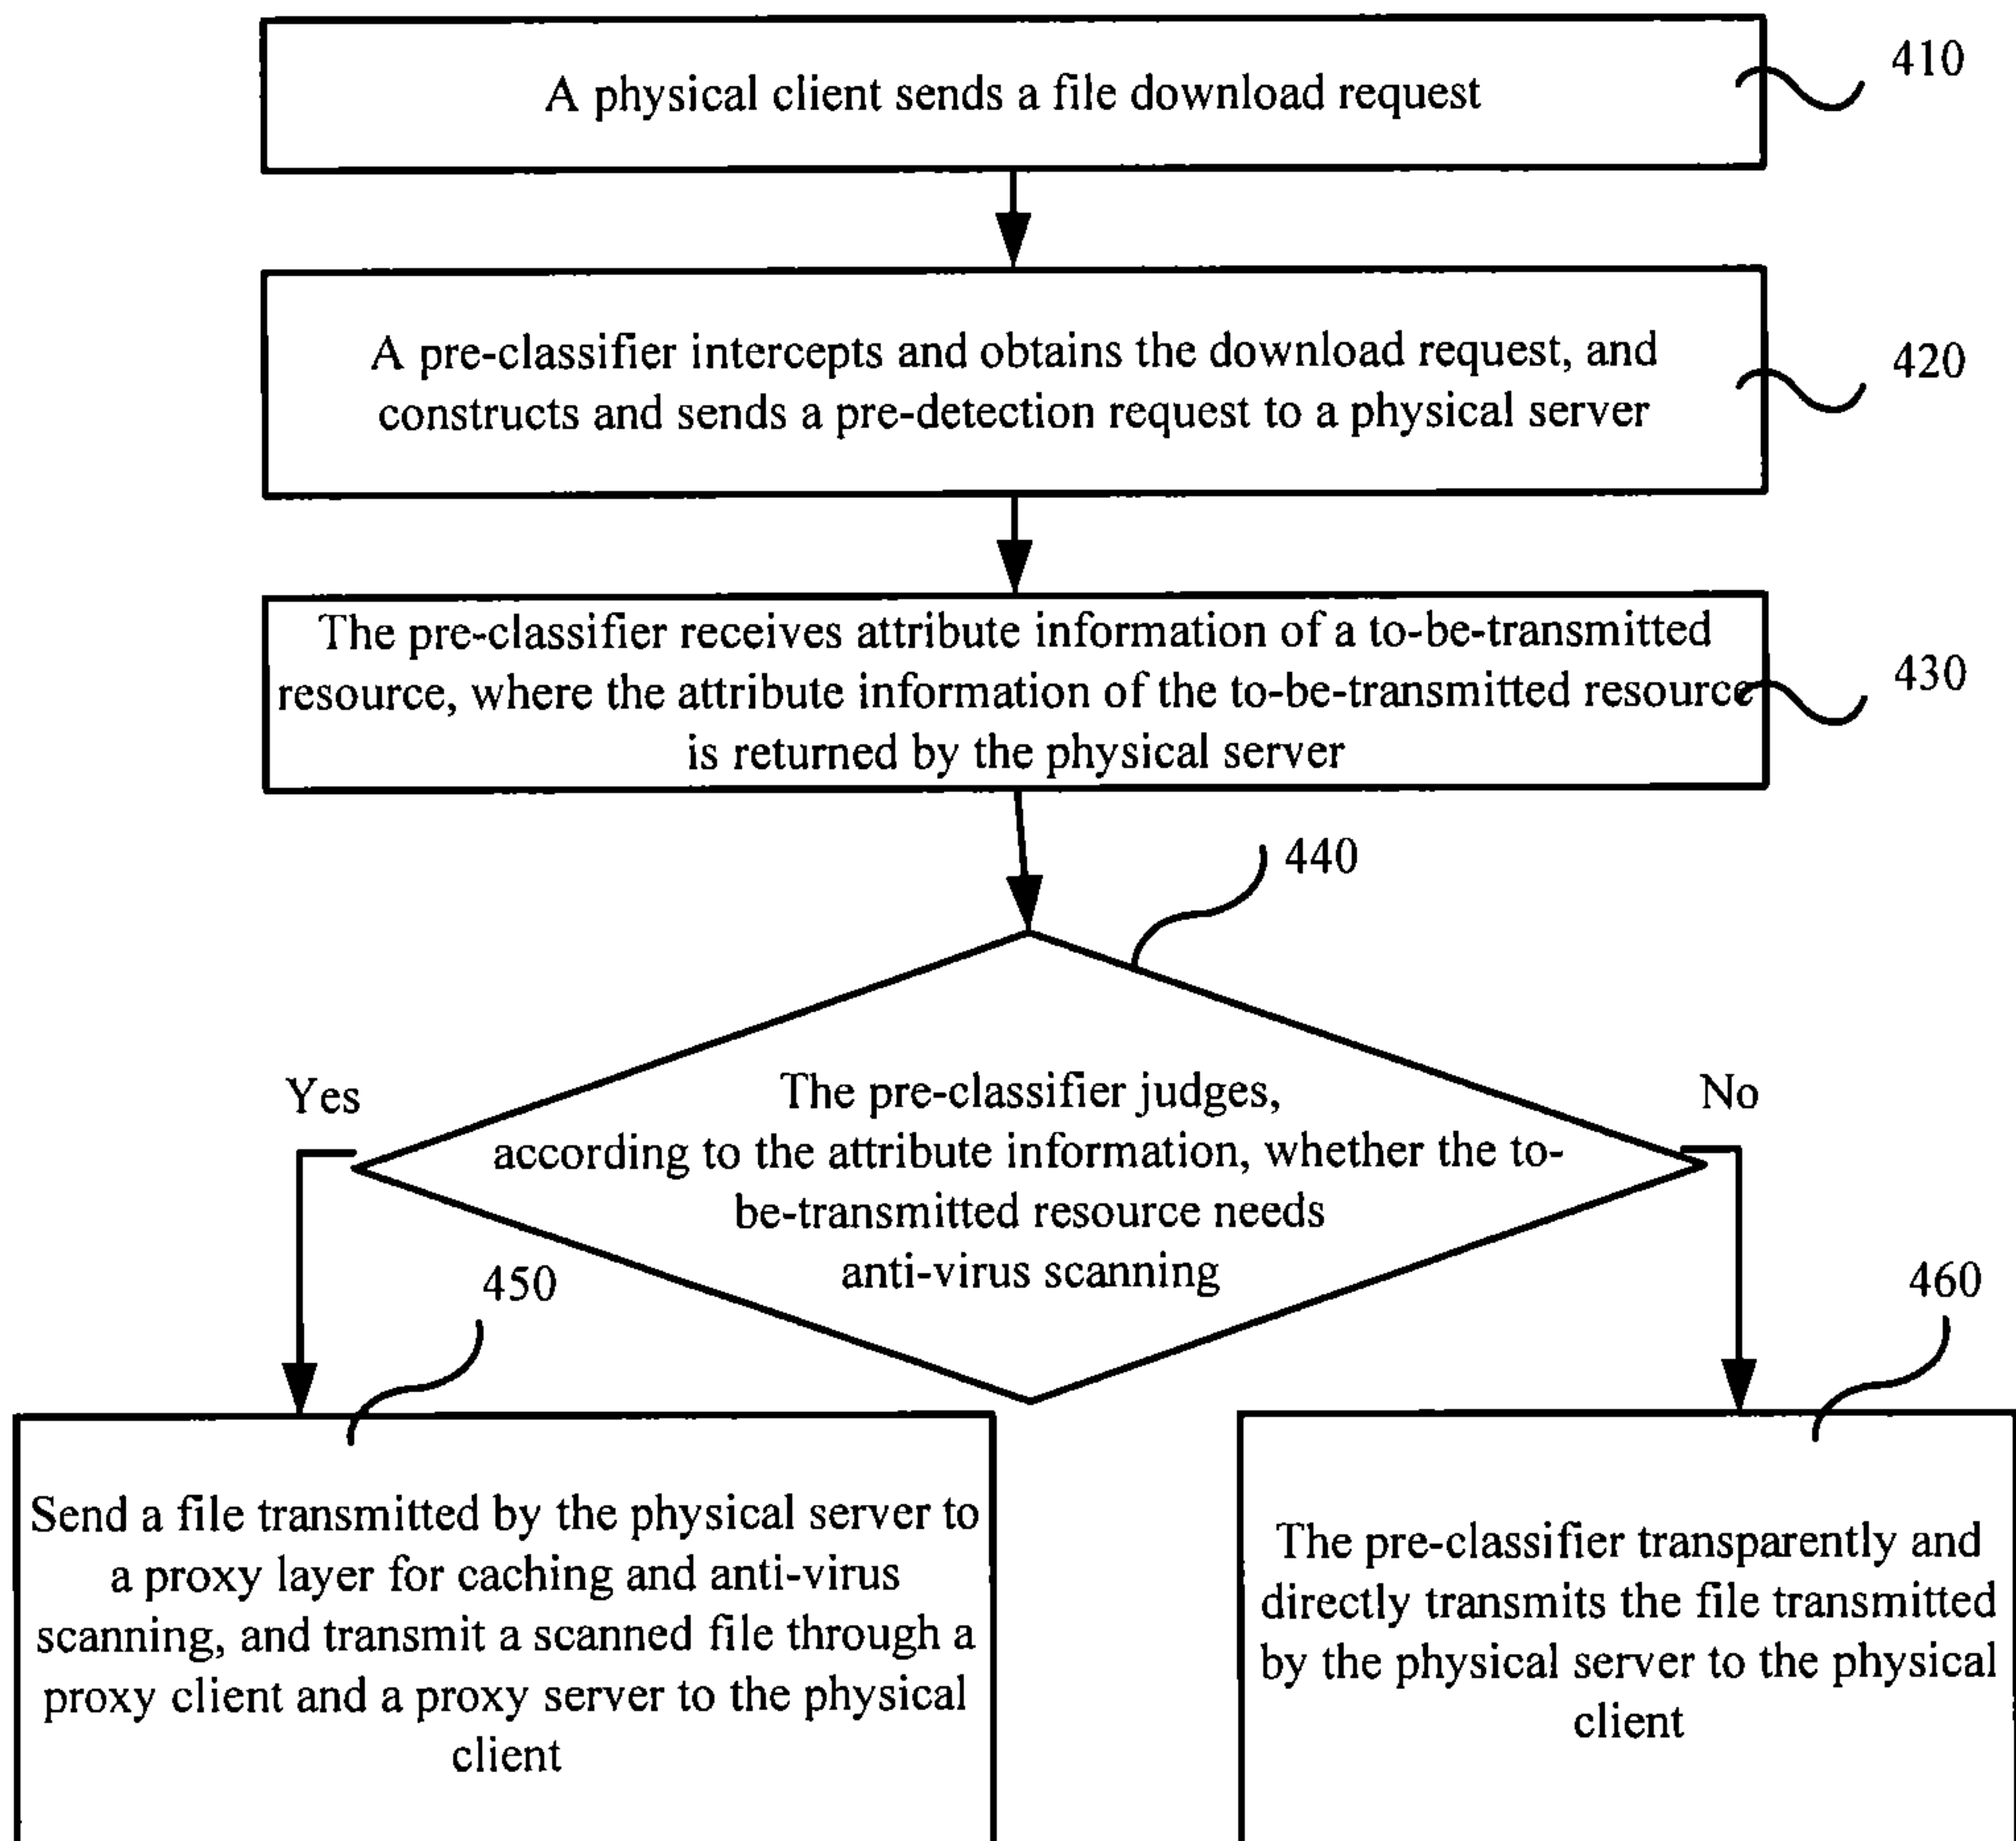 A physical client sends a file download request
410
A pre-classifier intercepts and obtains the download request, and
constructs and sends a pre-detection request to a physical server
420
The pre-classifier receives attribute information of a to-be-transmitted
resource, where the attribute information of the to-be-transmitted resource
is returned by the physical server
430
440
The pre-classifier judges,
according to the attribute information, whether the to-
be-transmitted resource needs
anti-virus scanning
Yes
No
450
Send a file transmitted by the physical server to
a proxy layer for caching and anti-virus
scanning, and transmit a scanned file through a
proxy client and a proxy server to the physical
client
460
The pre-classifier transparently and
directly transmits the file transmitted
by the physical server to the physical
client